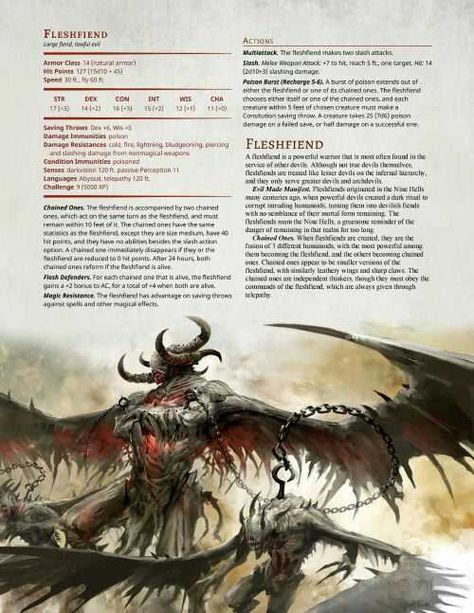 FLESHFIEND
Large fiend, lawful evil
Armor Class 14 (natural armor)
Hit Points 127 (15d10 + 45)
Speed 30 ft., fly 60 ft.
STR DEX CON INT WIS CHA
17 (+3) 14 (+2) 16 (+3) 15 (+2) 12 (+1) 11 (+0)
Saving Throws Dex +6, Wis +5
Damage Immunities poison
Damage Resistances cold, fire, lightning, bludgeoning, piercing
and slashing damage from nonmagical weapons
Condition Immunities poisoned
Senses darkvision 120 ft. passive Perception 11
Languages Abyssal, telepathy 120 ft.
Challenge 9 (5000 XP)
Chained Ones. The fleshfiend is accompanied by two chained
ones, which act on the same turn as the fleshfiend, and must
remain within 10 feet of it. The chained ones have the same
statistics as the fleshfiend, except they are size medium, have 40
hit points, and they have no abilities besides the slash action
option. A chained one immediately disappears if they or the
fleshfiend are reduced to 0 hit points. After 24 hours, both
chained ones reform if the fleshfiend is alive.
Flesh Defenders. For each chained one that is alive, the fleshfiend
gains a +2 bonus to AC, for a total of +4 when both are alive.
Magic Resistance. The fleshfiend has advantage on saving throws
against spells and other magical effects.
ACTIONS
Multiattack. The fleshfiend makes two slash attacks.
Slash. Melee Weapon Attack: +7 to hit, reach 5 ft., one target. Hit: 14
(2d10+3) slashing damage.
Poison Burst (Recharge 5-6). A burst of poison extends out of
either the fleshfiend or one of its chained ones. The fleshfiend
chooses either itself or one of the chained ones, and each
creature within 5 feet of chosen creature must make a
Consitution saving throw. A creature takes 25 (7d6) poison
damage on a failed save, or half damage on a successful one.
FLESHFIEND
A fleshfiend is a powerful warrior that is most often found in the
service of other devils. Although not true devils themselves,
fleshfiends are treated like lesser devils on the infernal hierarchy,
and they only serve greater devils and archdevils.
Evil Made Manifest. Fleshfiends originated in the Nine Hells
many centuries ago, when powerful devils created a dark ritual to
corrupt intruding humanoids, turning them into devilish fiends
with no semblance of their mortal form remaining. The
fleshfiends roam the Nine Hells, a gruesome reminder of the
danger of remaining in that realm for too long.
Chained Ones. When fleshfiends are created, they are the
fusion of 3 different humanoids, with the most powerful among
them becoming the fleshfiend, and the others becoming chained
ones. Chained ones appear to be smaller versions of the
fleshfiend, with similarly leathery wings and sharp claws. The
chained ones are independent thinkers, though they must obey the
commands of the fleshfiend, which are always given through
telepathy.